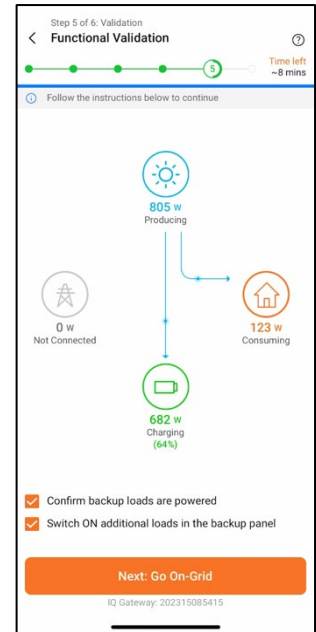 Step 5 of 6: Validation
Functional Validation
5
Time left
~8 mins
Follow the instructions below to continue
805 w
Producing
0 w
Not Connected
123 w
Consuming
682 w
Charging
(64%)
Confirm backup loads are powered
Switch ON additional loads in the backup panel
Next: Go On-Grid
IQ Gateway: 202315085415